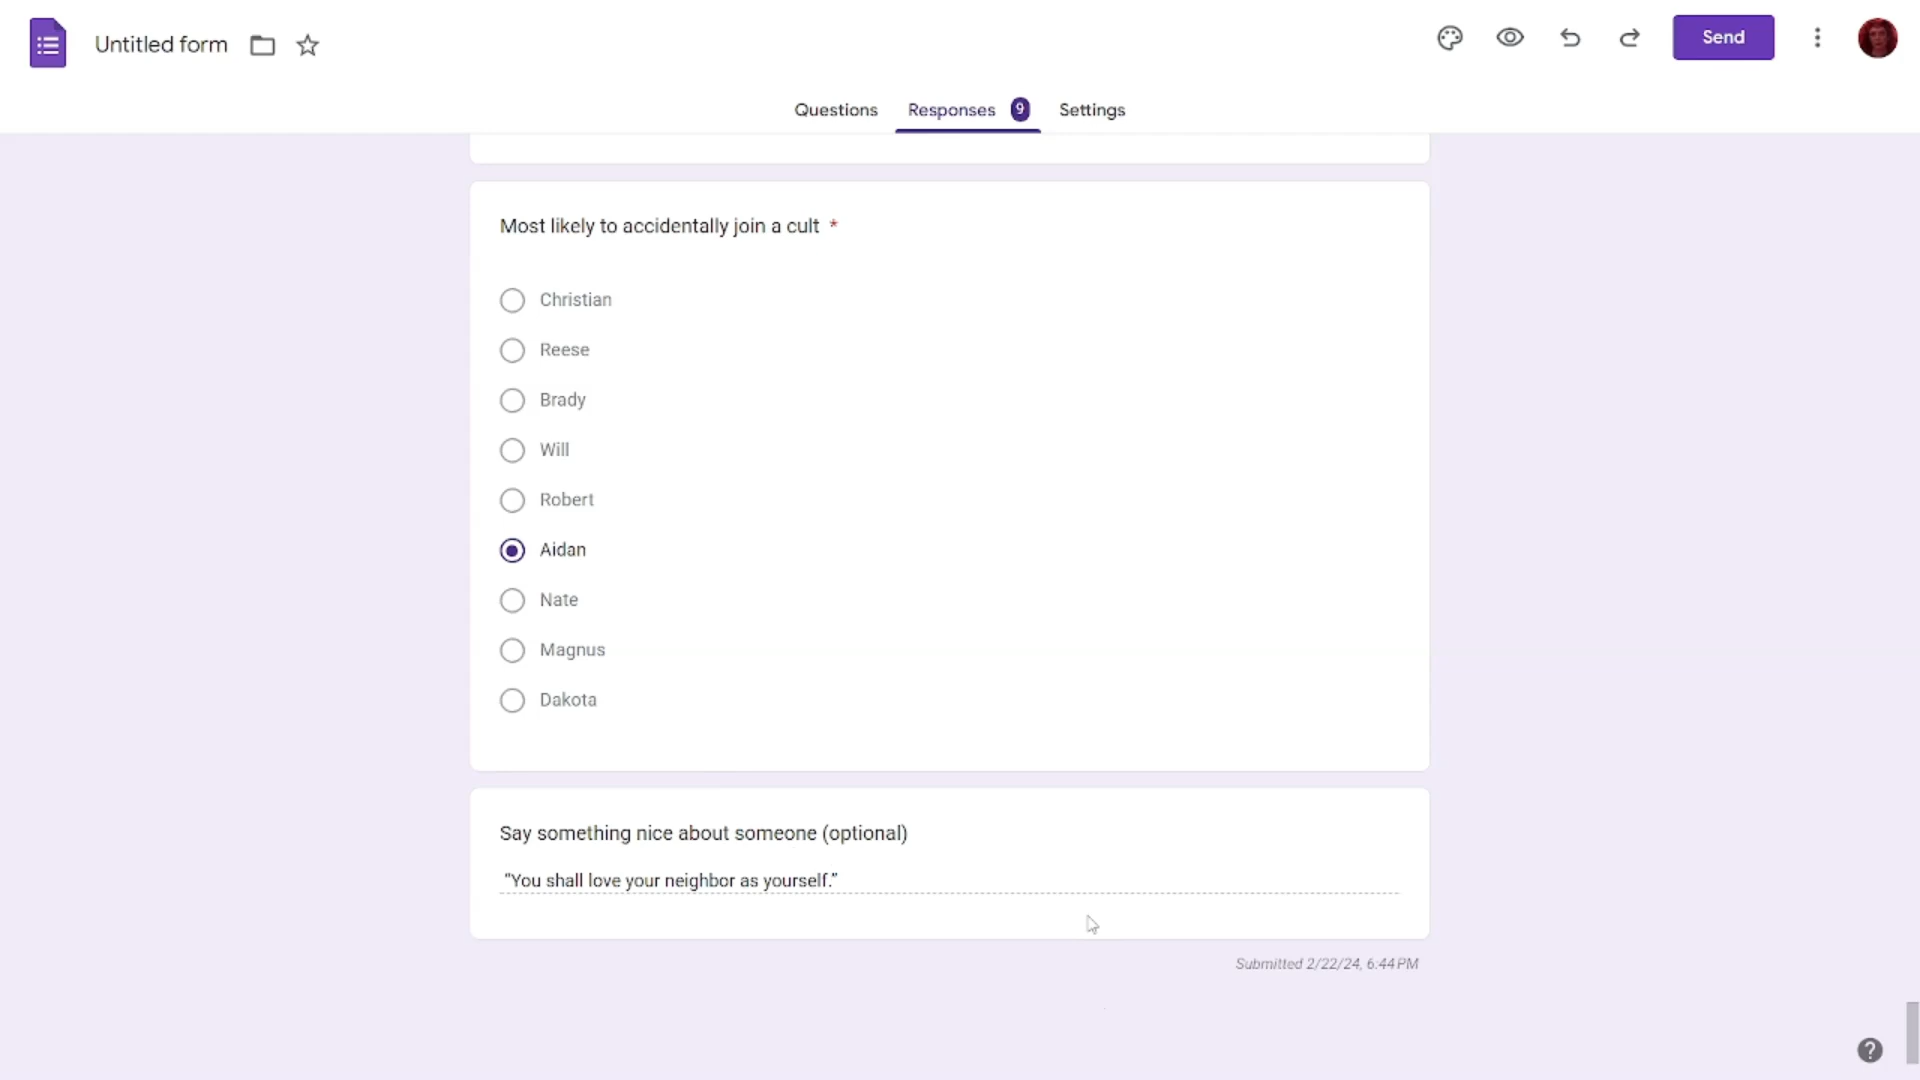 Untitled form
Send
Questions
Responses 9
Settings
Most likely to accidentally join a cult *
Christian
Reese
Brady
Will
Robert
Aidan
Nate
Magnus
Dakota
Say something nice about someone (optional)
“You shall love your neighbor as yourself.”
Submitted 2/22/24, 6:44 PM